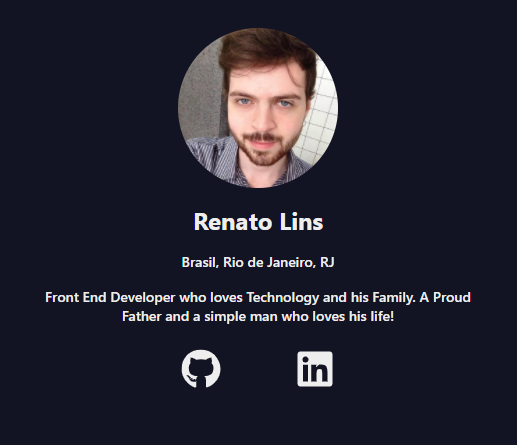 Renato Lins
Brasil, Rio de Janeiro, RJ
Front End Developer who loves Technology and his Family. A Proud
Father and a simple man who loves his life!
in